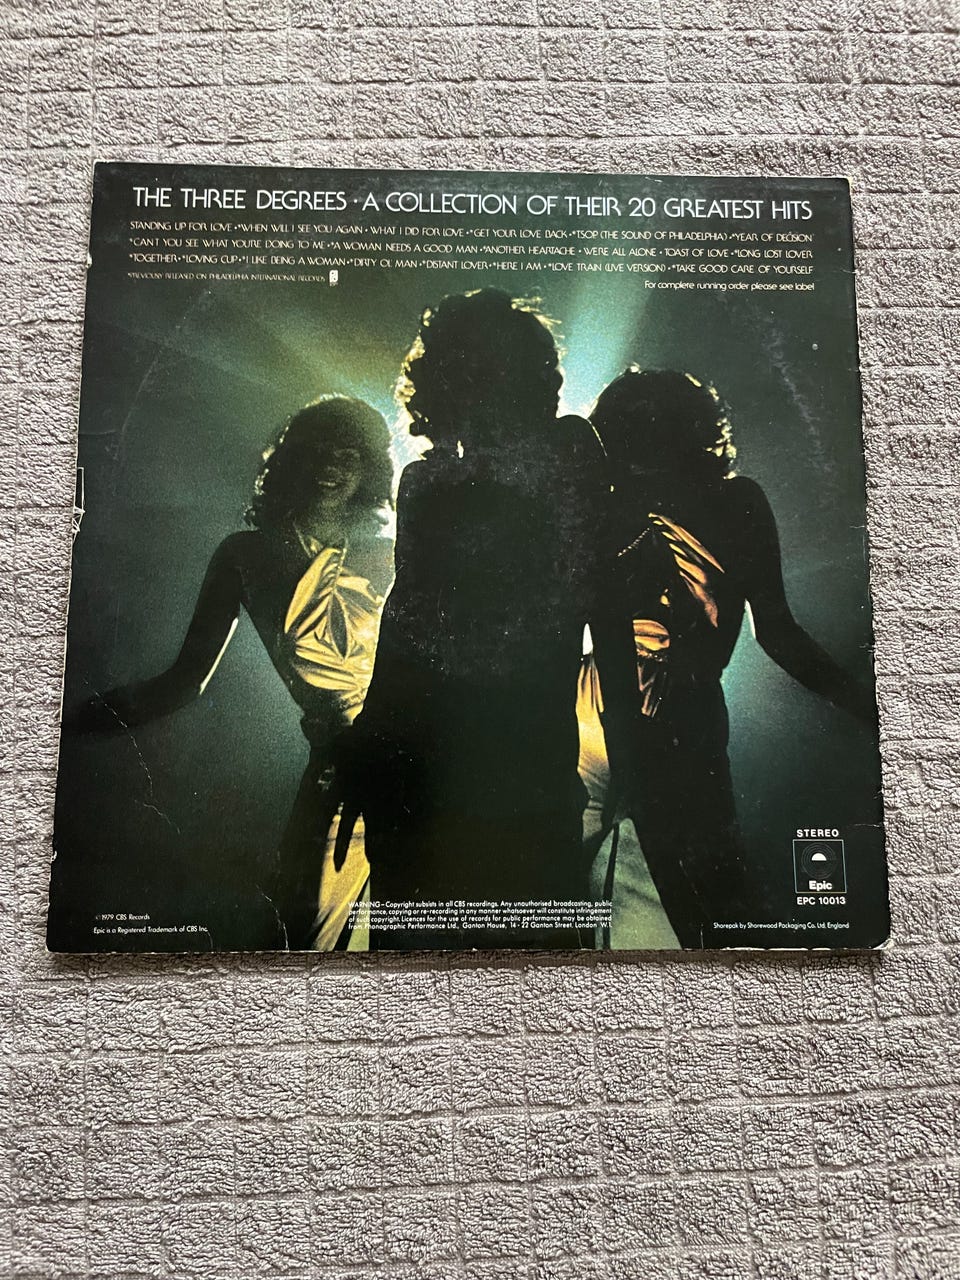 THE THREE DEGREES · A COLLECTION OF THEIR 20 GREATEST HITS
STANDING UP FOR LOVE · *WHEN WILL I SEE YOU AGAIN · WHAT I DID FOR LOVE · *GET YOUR LOVE BACK · *TSOP (THE SOUND OF PHILADELPHIA) · *YEAR OF DECISION
*CAN'T YOU SEE WHAT YOU'RE DOING TO ME · *A WOMAN NEEDS A GOOD MAN · *ANOTHER HEARTACHE · WE'RE ALL ALONE · TOAST OF LOVE · *LONG LOST LOVER
*TOGETHER · *LOVING CUP · *I LIKE BEING A WOMAN · *DIRTY OL' MAN · *DISTANT LOVER · *HERE I AM · *LOVE TRAIN (LIVE VERSION) · *TAKE GOOD CARE OF YOURSELF
*PREVIOUSLY RELEASED ON PHILADELPHIA INTERNATIONAL RECORDS
For complete running order please see label
STEREO
Epic
EPC 10013
℗1979 CBS Records
Epic is a Registered Trademark of CBS Inc.
WARNING–Copyright subsists in all CBS recordings. Any unauthorised broadcasting, public
performance, copying or re-recording in any manner whatsoever will constitute infringement
of such copyright. Licences for the use of records for public performance may be obtained
from Phonographic Performance Ltd., Ganton House, 14-22 Ganton Street, London W.1.
Shorepak by Shorewood Packaging Co. Ltd. England